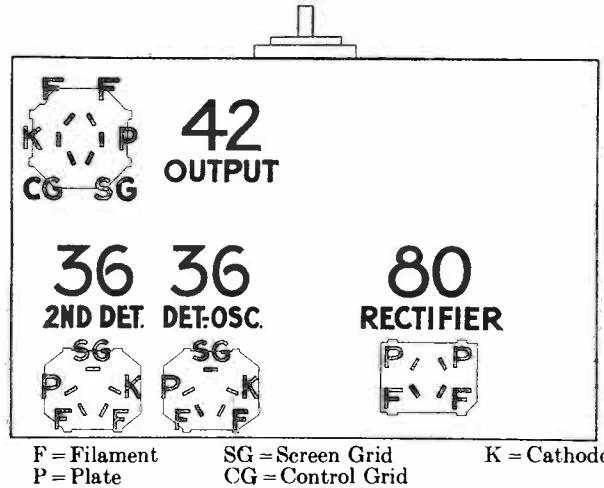 F F
K P
CG SG
42
OUTPUT
36 36 80
2ND DET. DET.-OSC. RECTIFIER
SG SG
P K P K P P
F F F F F F
F = Filament SG = Screen Grid K = Cathode
P = Plate CG = Control Grid